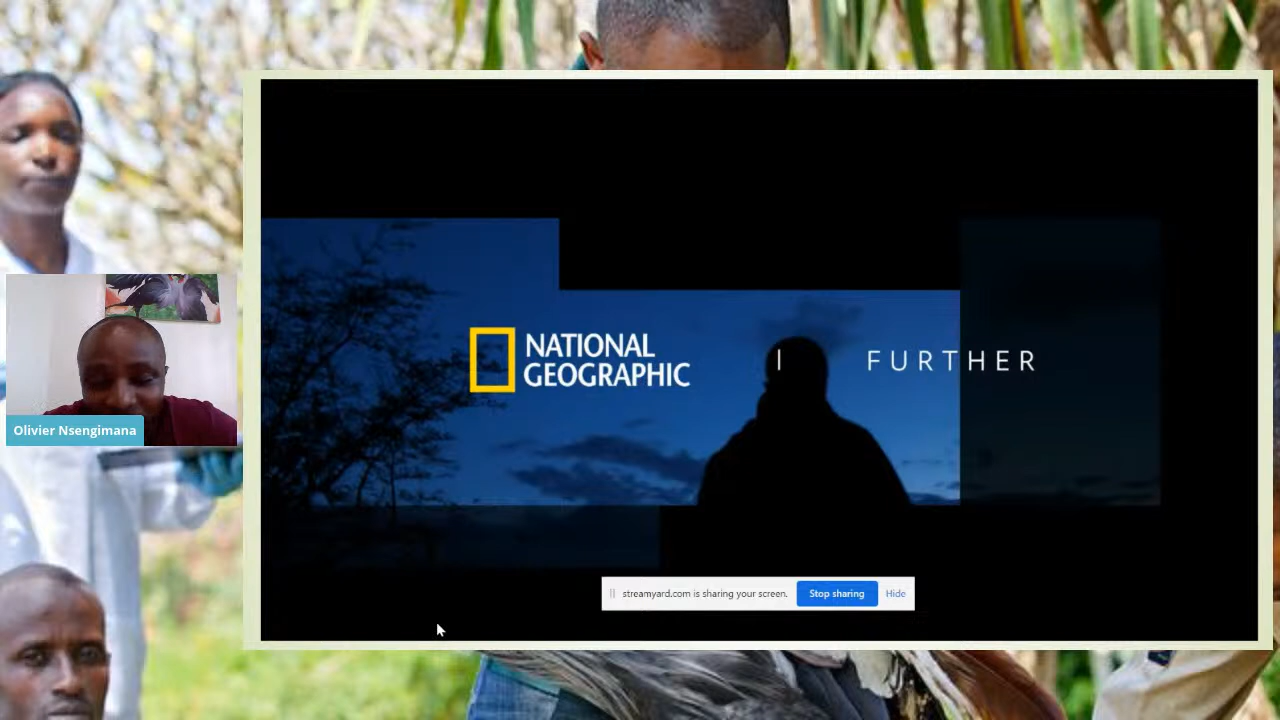 NATIONAL
GEOGRAPHIC
| FURTHER
Olivier Nsengimana
streamyard.com is sharing your screen. Stop sharing Hide